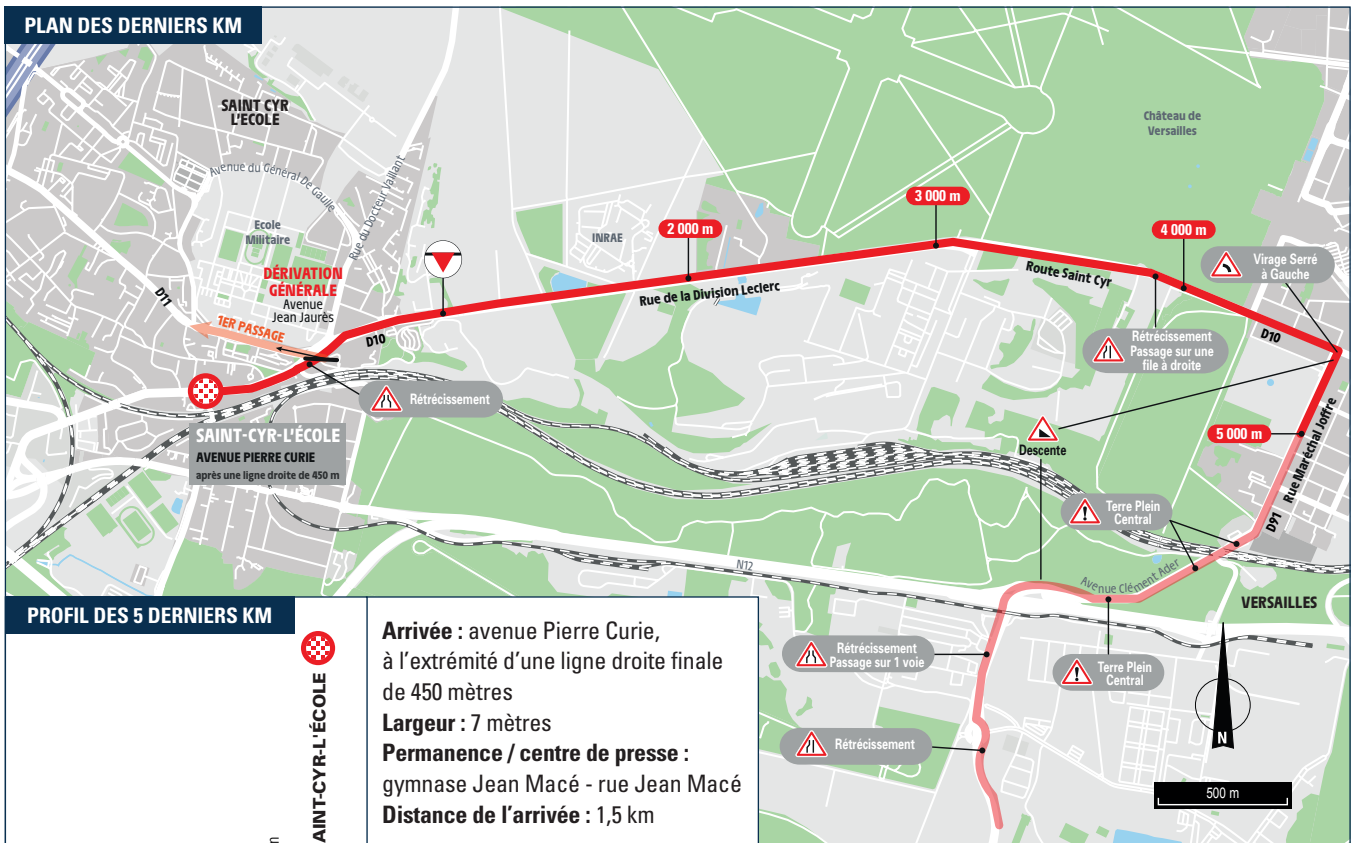 PLAN DES DERNIERS KM
SAINT CYR
L'ECOLE
Château de
Versailles
Avenue du Général De Gaulle
Rue du Docteur Vaillant
Ecole
Militaire
INRAE
2 000 m
3 000 m
4 000 m
Virage Serré
à Gauche
DÉRIVATION
GÉNÉRALE
Avenue
Jean Jaurès
D11
1ER PASSAGE
D10
Rue de la Division Leclerc
Route Saint Cyr
D10
Rétrécissement
Passage sur une
file à droite
Rétrécissement
SAINT-CYR-L'ÉCOLE
AVENUE PIERRE CURIE
après une ligne droite de 450 m
Descente
5 000 m
Rue Maréchal Joffre
D91
Terre Plein
Central
N12
Avenue Clément Ader
VERSAILLES
Rétrécissement
Passage sur 1 voie
Terre Plein
Central
Rétrécissement
N
500 m
PROFIL DES 5 DERNIERS KM
AINT-CYR-L'ÉCOLE
Arrivée : avenue Pierre Curie,
à l'extrémité d'une ligne droite finale
de 450 mètres
Largeur : 7 mètres
Permanence / centre de presse :
gymnase Jean Macé - rue Jean Macé
Distance de l'arrivée : 1,5 km